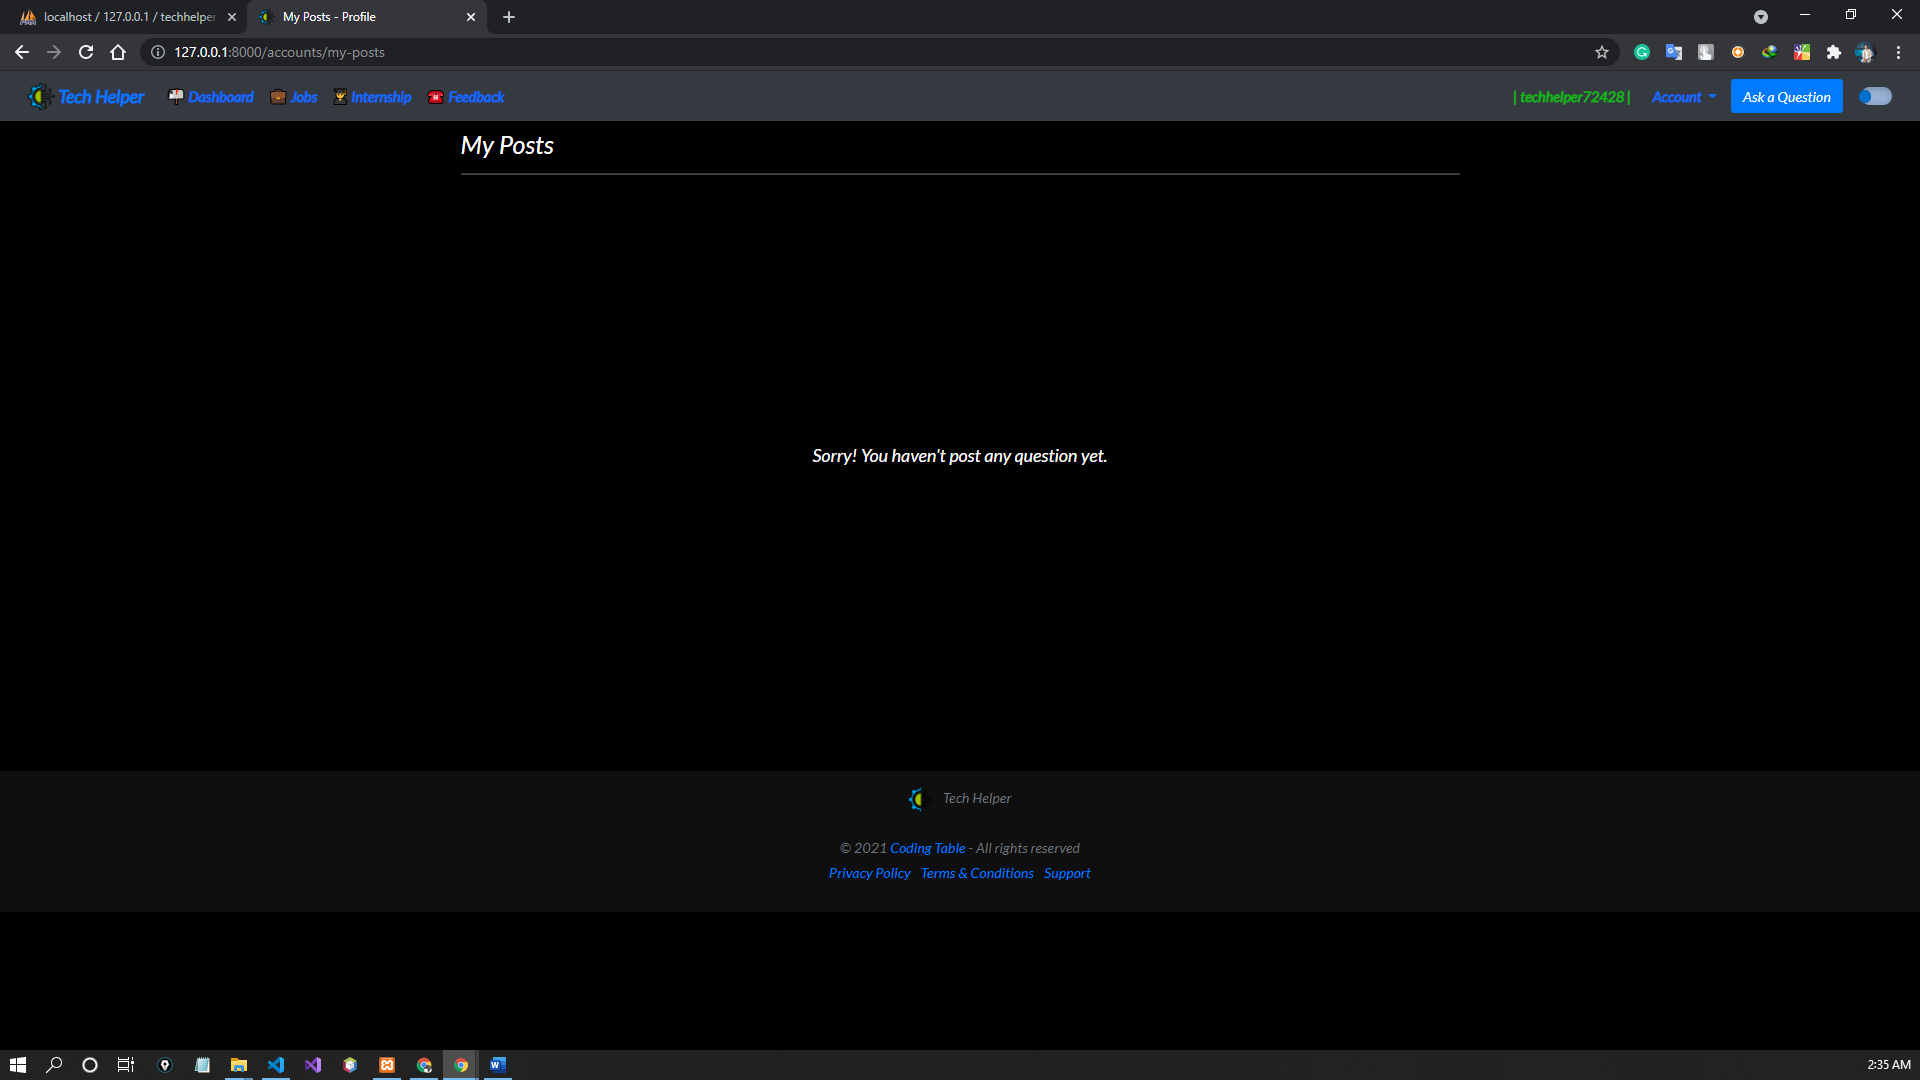 localhost / 127.0.0.1 / techhelper
My Posts - Profile
127.0.0.1:8000/accounts/my-posts
Tech Helper Dashboard Jobs Internship Feedback | techhelper72428 | Account Ask a Question
My Posts
Sorry! You haven't post any question yet.
Tech Helper
© 2021 Coding Table - All rights reserved
Privacy Policy Terms & Conditions Support
2:35 AM